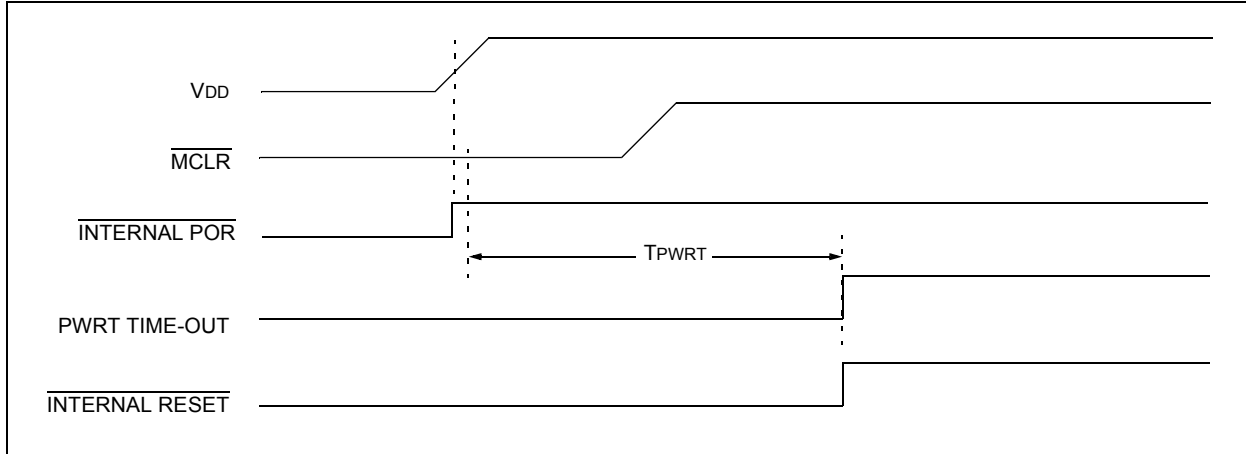 VDD
MCLR
INTERNAL POR
TPWRT
PWRT TIME-OUT
INTERNAL RESET